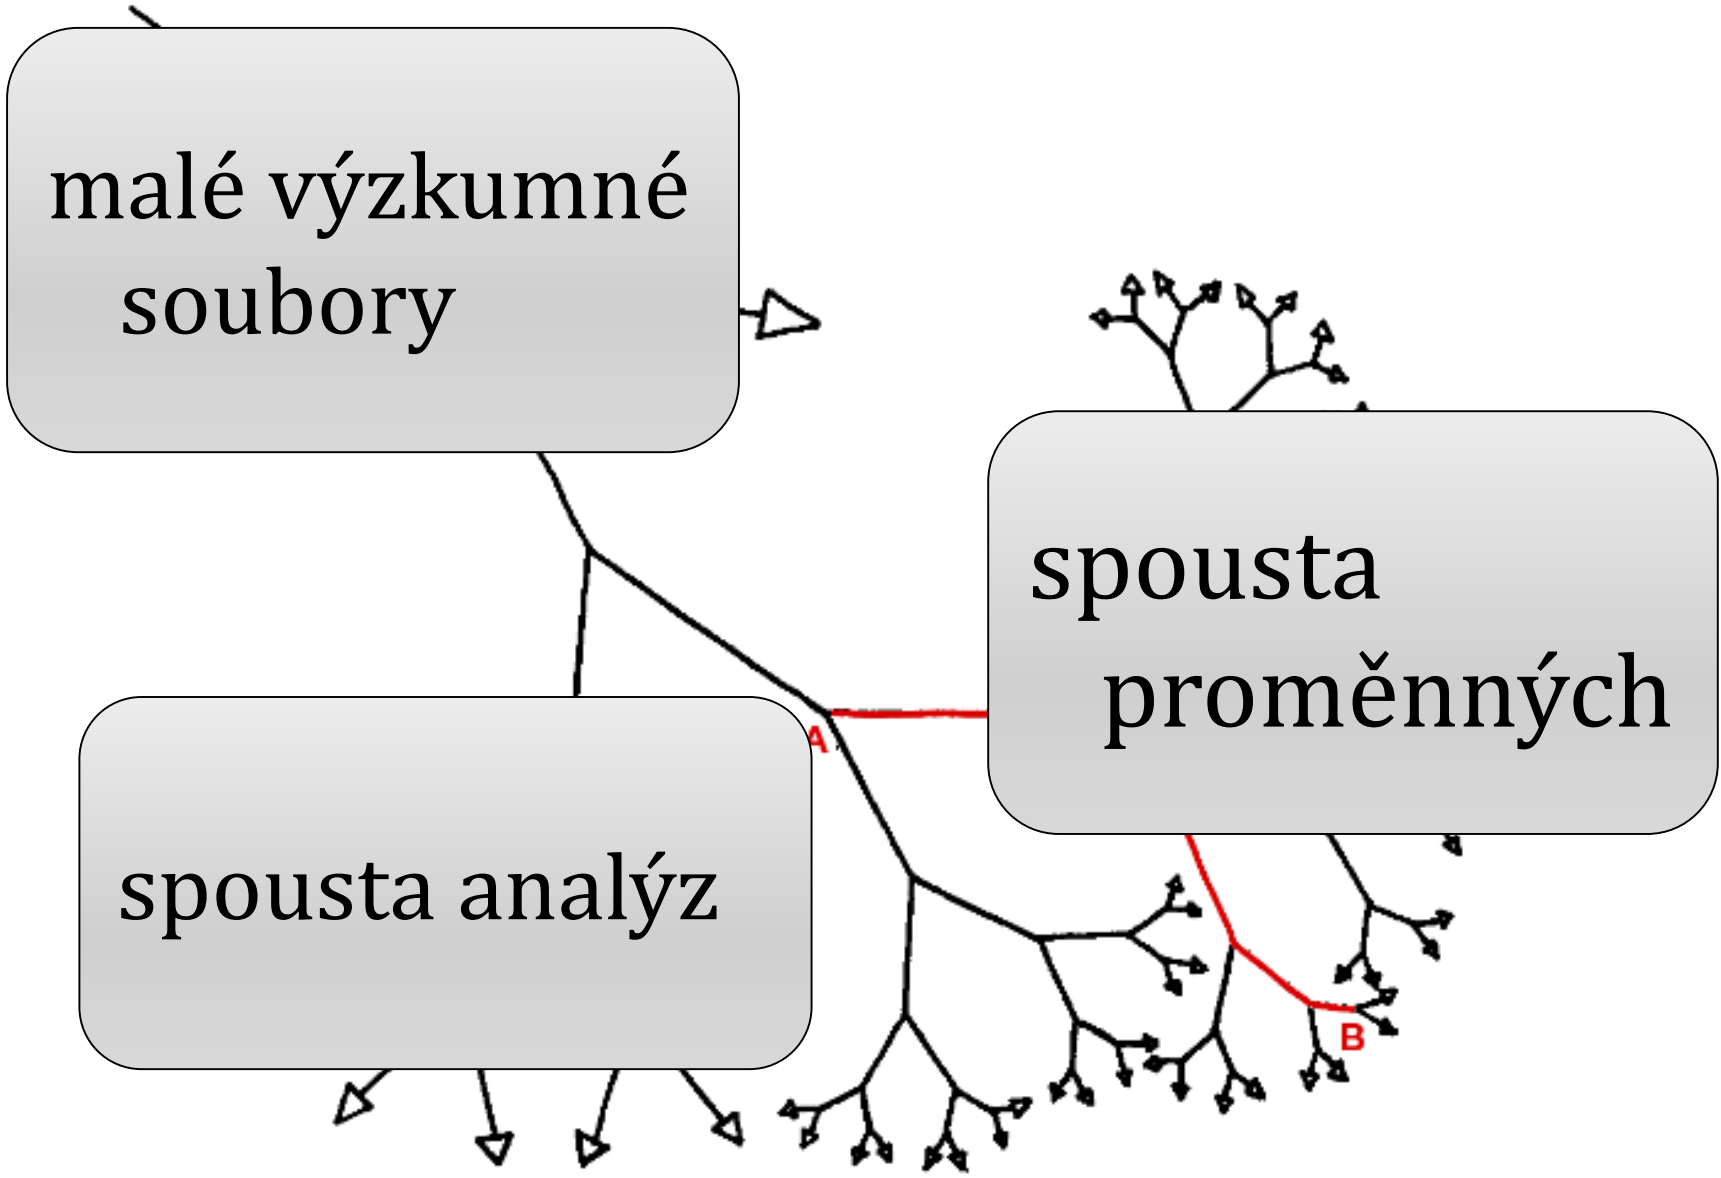 malé výzkumné
soubory
spousta
proměnných
A
spousta analýz
B